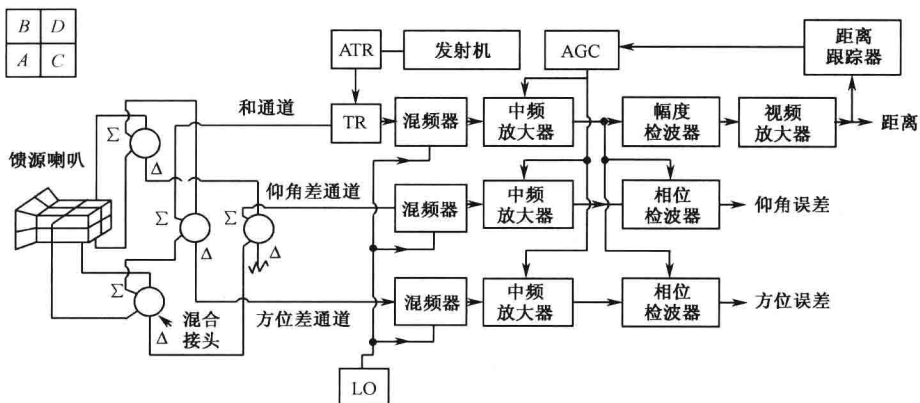 B D
A C
ATR
发射机
AGC
距离
跟踪器
和通道
TR
混频器
中频
放大器
幅度
检波器
视频
放大器
距离
Σ
Δ
馈源喇叭
仰角差通道
混频器
中频
放大器
相位
检波器
仰角误差
Σ
Δ
Σ
Δ
Σ
Δ
混合
接头
方位差通道
混频器
中频
放大器
相位
检波器
方位误差
LO